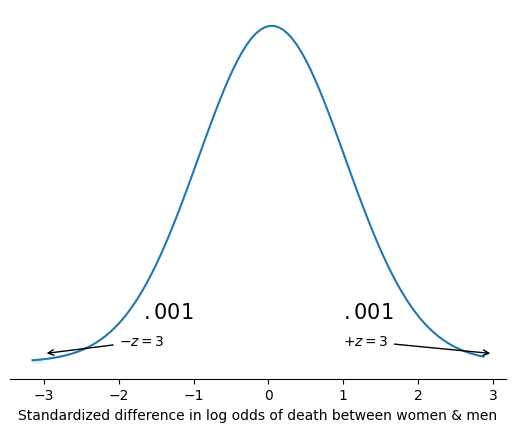 .001 .001
−z = 3 +z = 3
−3 −2 −1 0 1 2 3
Standardized difference in log odds of death between women & men